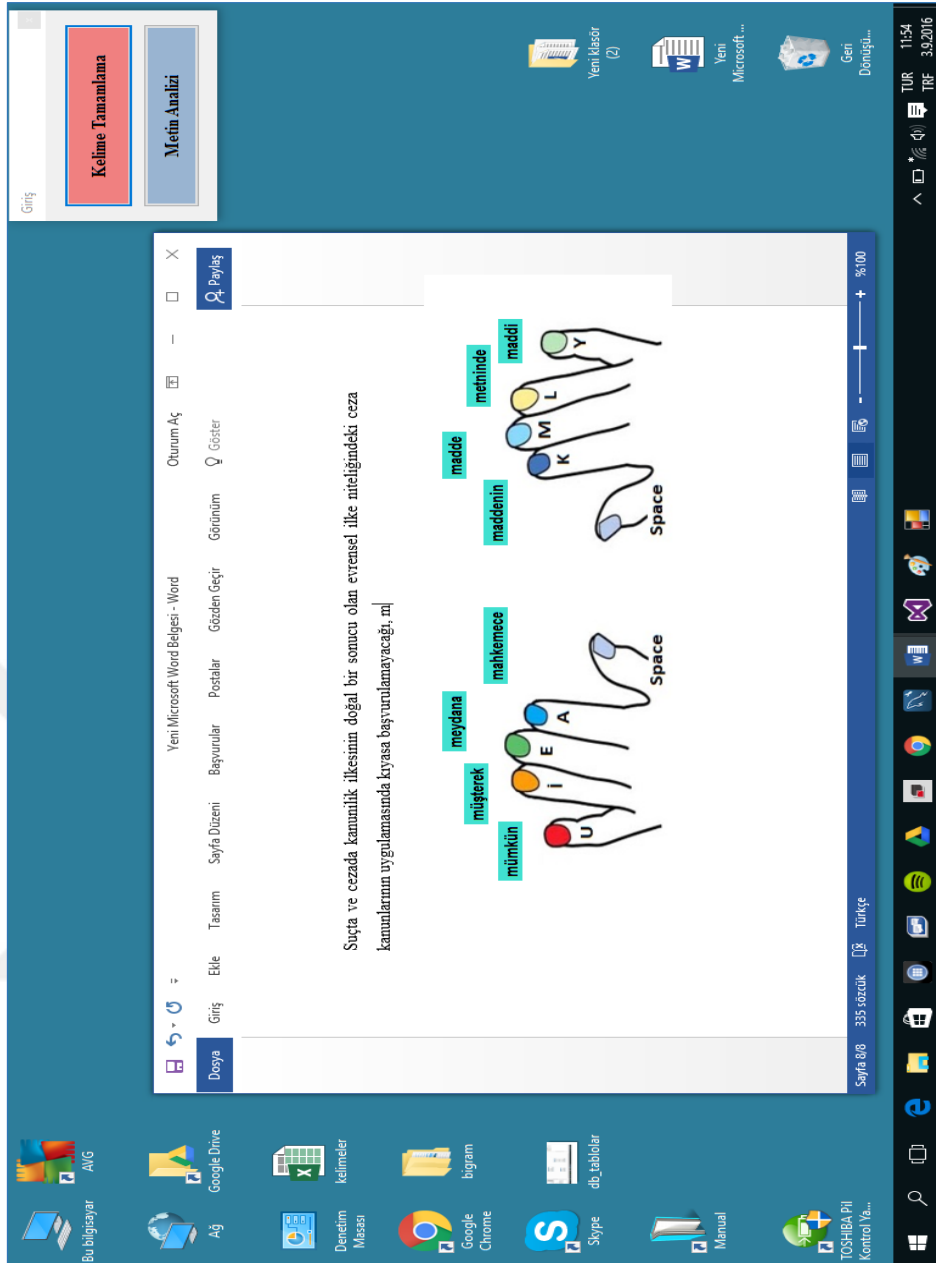 Bu bilgisayar
AVG
Ağ
Google Drive
Denetim
Masası
kelimeler
Google
Chrome
bigram
Skype
db_tablolar
Manual
TOSHIBA Pil
Kontrol Ya...
Yeni Microsoft Word Belgesi - Word
Oturum Aç
Dosya
Giriş
Ekle
Tasarım
Sayfa Düzeni
Başvurular
Postalar
Gözden Geçir
Görünüm
Göster
Paylaş
Suçta ve cezada kanunilik ilkesinin doğal bir sonucu olan evrensel ilke niteliğindeki ceza
kanunlarının uygulamasında kıyasa başvurulamayacağı, m
mümkün
müşterek
meydana
mahkemece
maddenin
madde
metninde
maddi
U
İ
E
A
Space
Space
K
M
L
Y
Sayfa 8/8
335 sözcük
Türkçe
%100
Giriş
Kelime Tamamlama
Metin Analizi
Yeni klasör
(2)
Yeni
Microsoft ...
Geri
Dönüşü...
TUR
TRF
11:54
3.9.2016